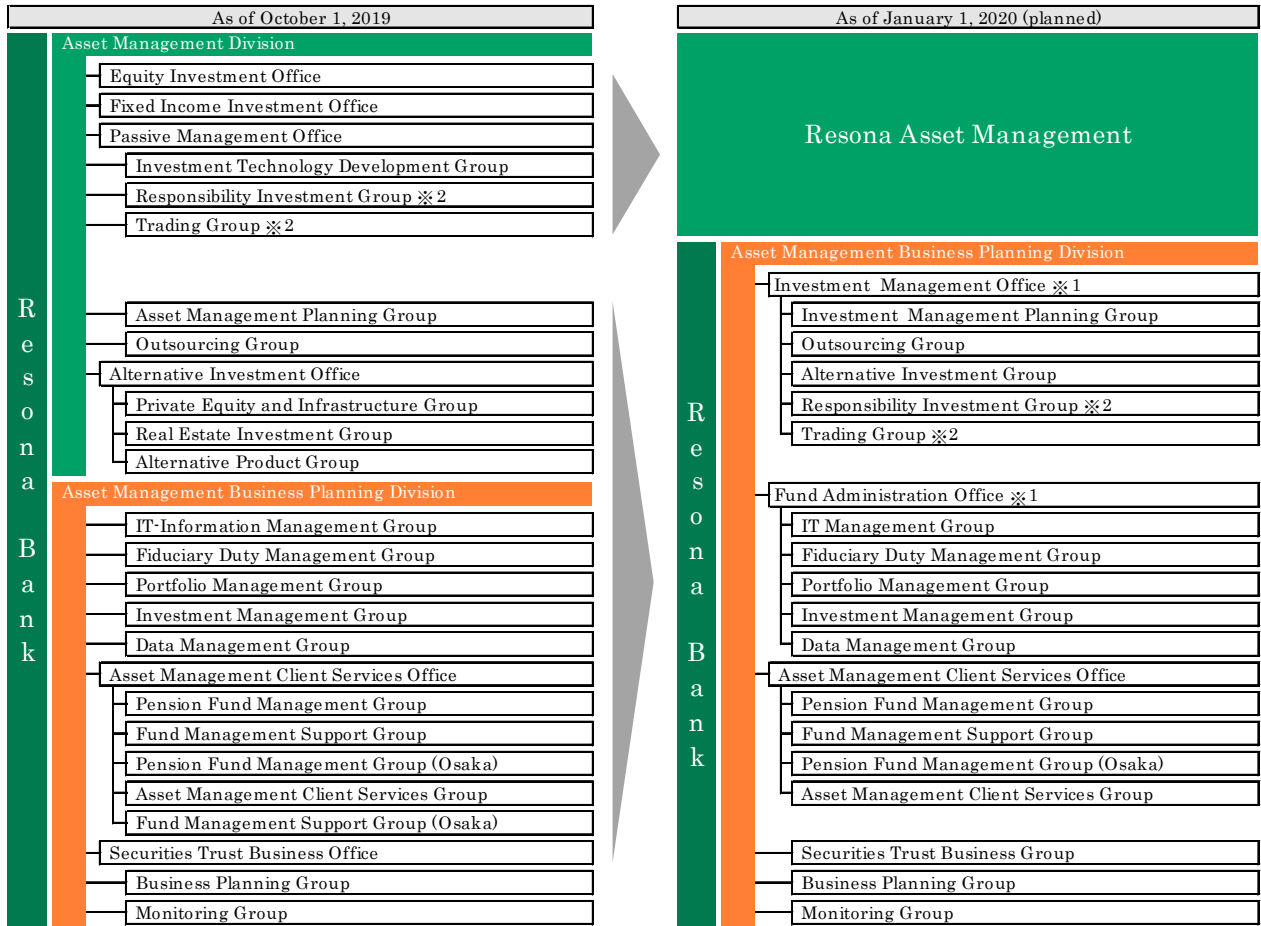 As of October 1, 2019
Resona Bank
Asset Management Division
Equity Investment Office
Fixed Income Investment Office
Passive Management Office
Investment Technology Development Group
Responsibility Investment Group ※2
Trading Group ※2
Asset Management Planning Group
Outsourcing Group
Alternative Investment Office
Private Equity and Infrastructure Group
Real Estate Investment Group
Alternative Product Group
Asset Management Business Planning Division
IT-Information Management Group
Fiduciary Duty Management Group
Portfolio Management Group
Investment Management Group
Data Management Group
Asset Management Client Services Office
Pension Fund Management Group
Fund Management Support Group
Pension Fund Management Group (Osaka)
Asset Management Client Services Group
Fund Management Support Group (Osaka)
Securities Trust Business Office
Business Planning Group
Monitoring Group
As of January 1, 2020 (planned)
Resona Asset Management
Resona Bank
Asset Management Business Planning Division
Investment Management Office ※1
Investment Management Planning Group
Outsourcing Group
Alternative Investment Group
Responsibility Investment Group ※2
Trading Group ※2
Fund Administration Office ※1
IT Management Group
Fiduciary Duty Management Group
Portfolio Management Group
Investment Management Group
Data Management Group
Asset Management Client Services Office
Pension Fund Management Group
Fund Management Support Group
Pension Fund Management Group (Osaka)
Asset Management Client Services Group
Securities Trust Business Group
Business Planning Group
Monitoring Group